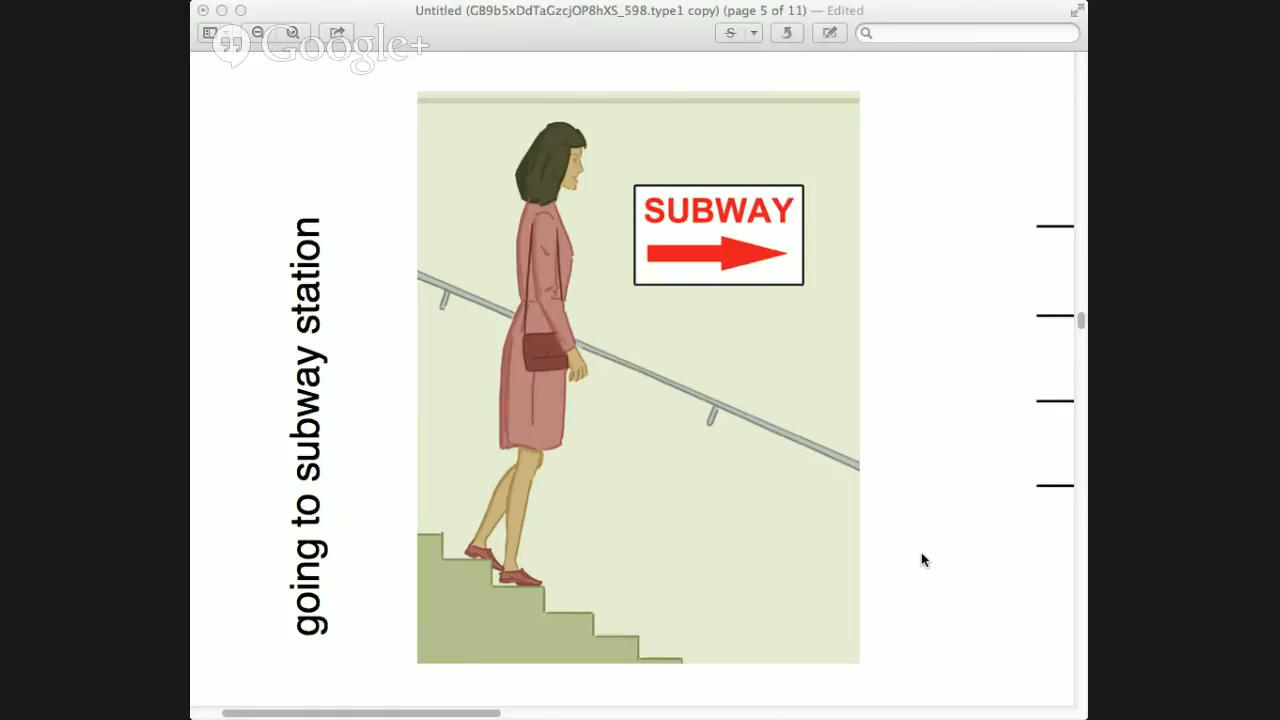 Untitled (GB9b5xDdTaGzcjOP8hXS_598.type1 copy) (page 5 of 11) — Edited
Google+
going to subway station
SUBWAY